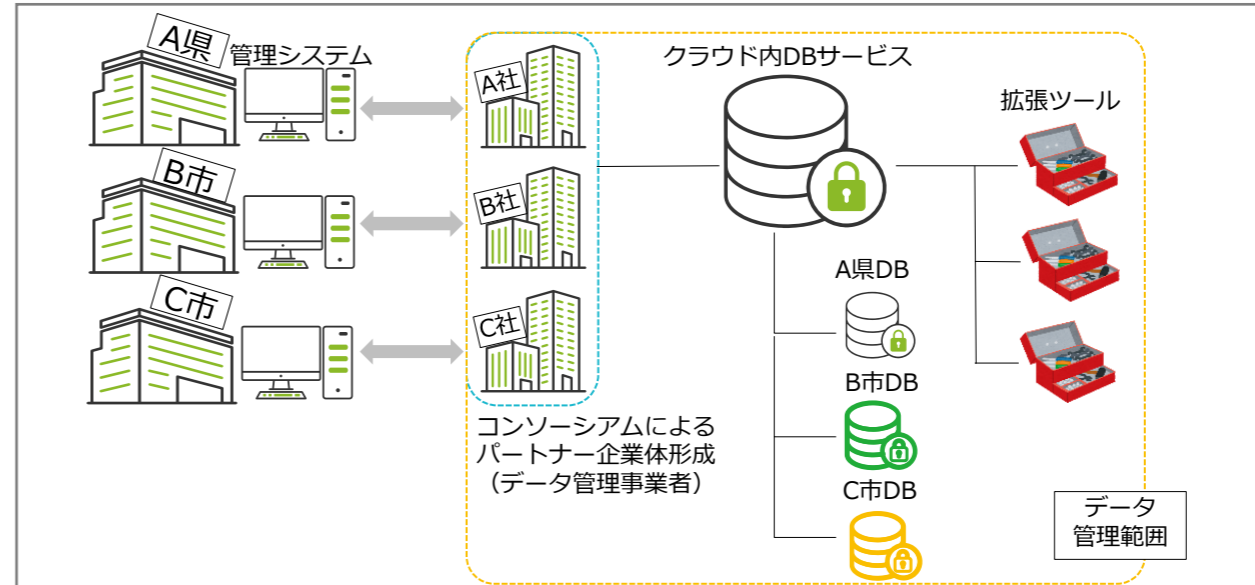 A県
管理システム
B市
C市
A社
B社
C社
コンソーシアムによる
パートナー企業体形成
（データ管理事業者）
クラウド内DBサービス
A県DB
B市DB
C市DB
拡張ツール
データ
管理範囲